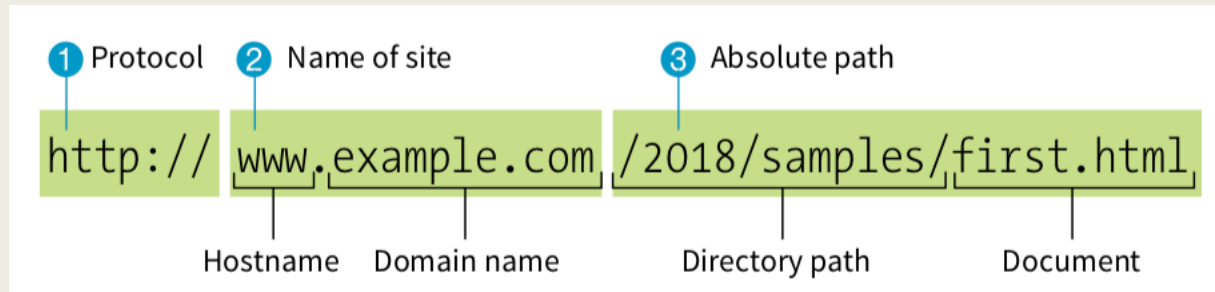 1 Protocol 2 Name of site 3 Absolute path
http:// www.example.com /2018/samples/first.html
Hostname Domain name Directory path Document